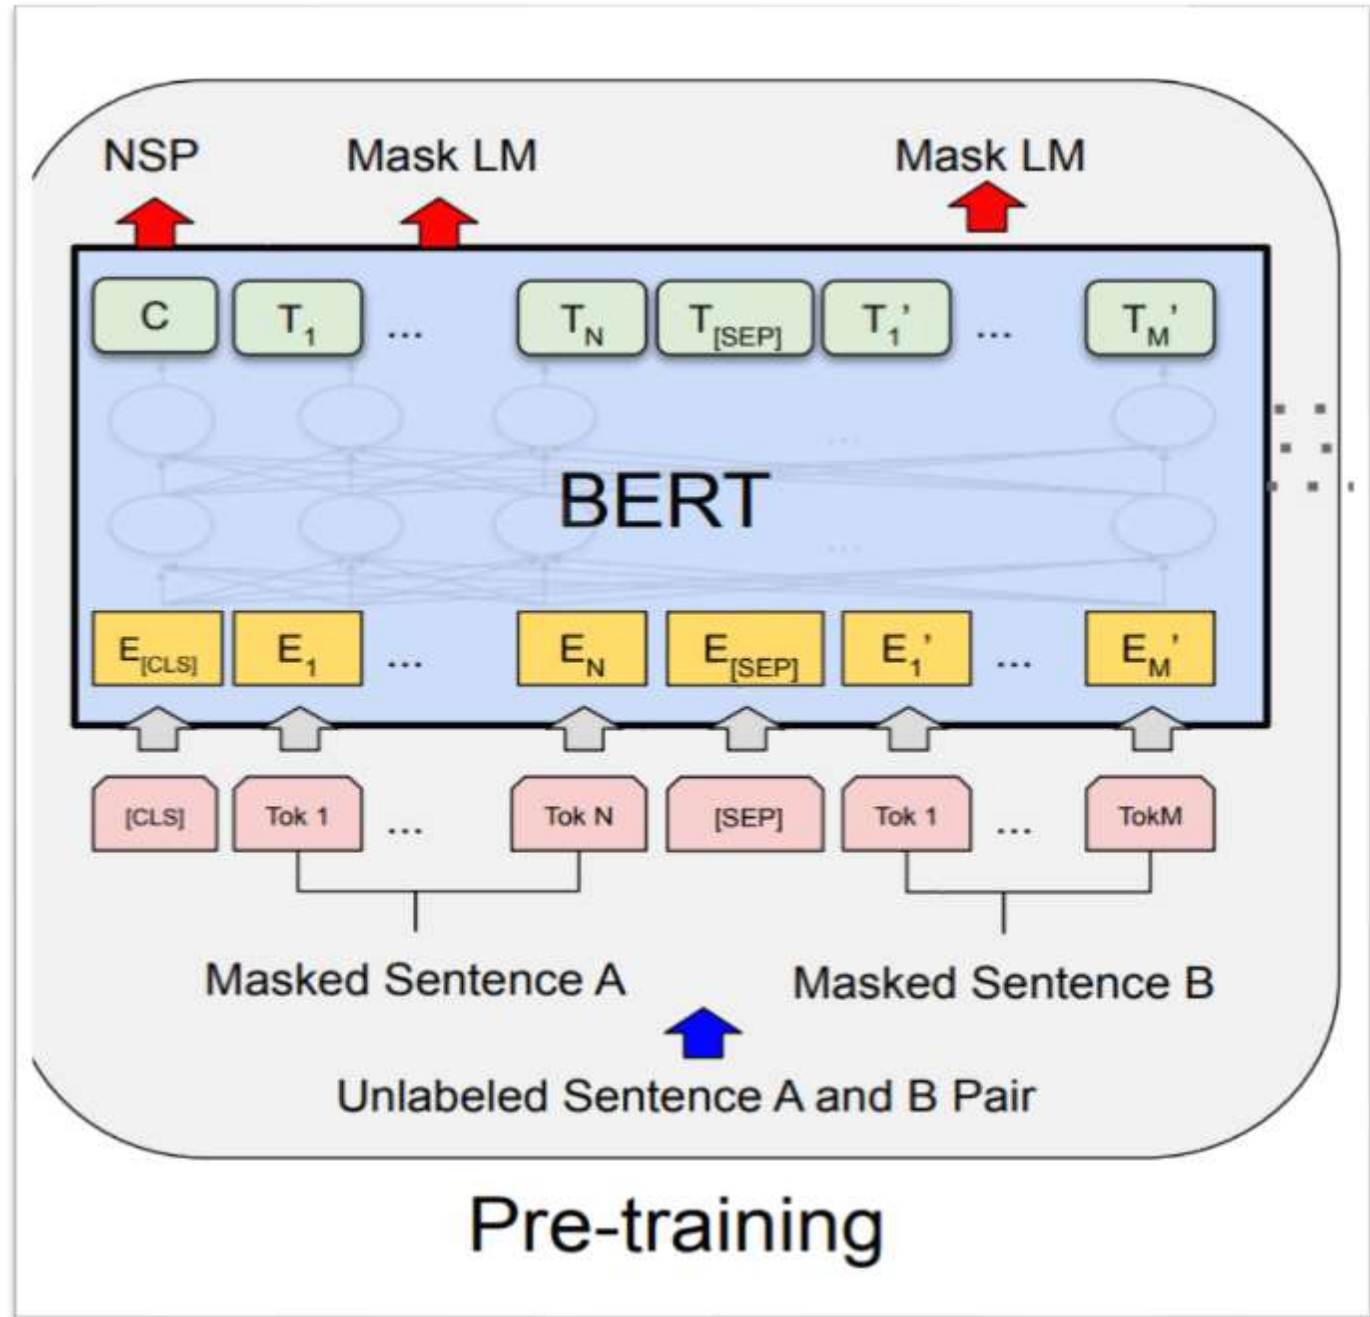 NSP Mask LM Mask LM
C T1 ... TN T[SEP] T1' ... TM'
...
BERT
...
E[CLS] E1 ... EN E[SEP] E1' ... EM'
[CLS] Tok 1 ... Tok N [SEP] Tok 1 ... TokM
Masked Sentence A Masked Sentence B
Unlabeled Sentence A and B Pair
Pre-training